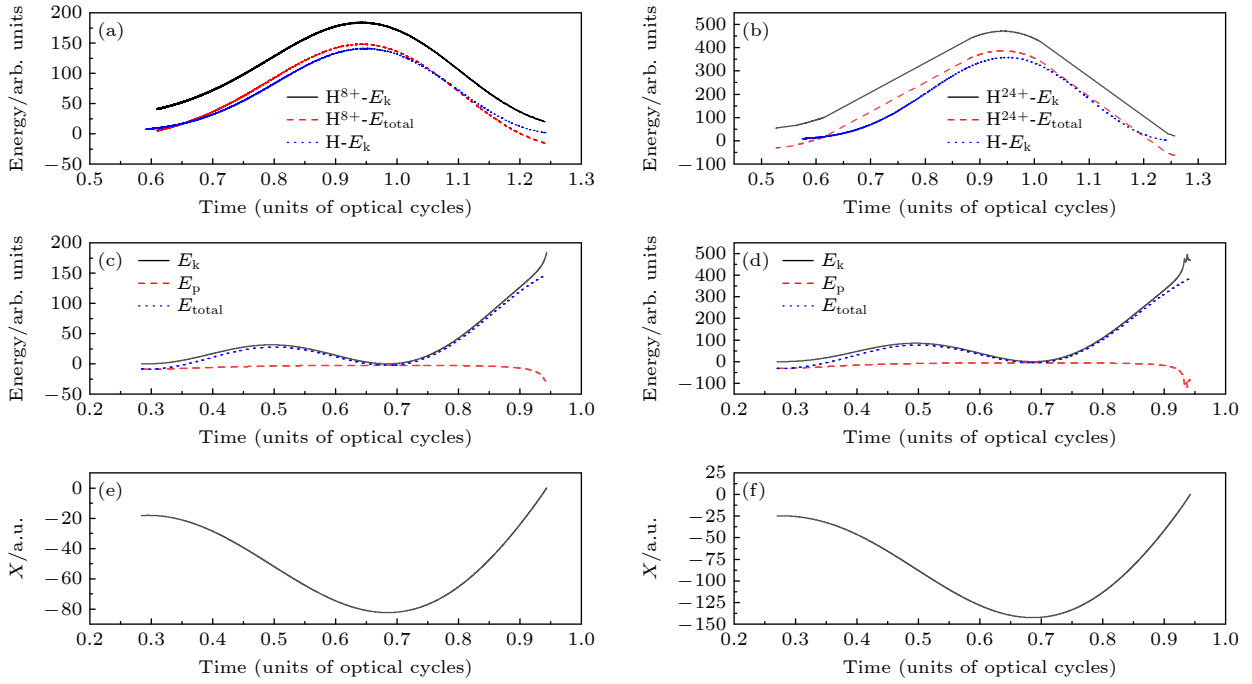 (a)
Energy/arb. units
200
150
100
50
0
−50
H8+-Ek
H8+-Etotal
H-Ek
0.5 0.6 0.7 0.8 0.9 1.0 1.1 1.2 1.3
Time (units of optical cycles)
(b)
Energy/arb. units
500
400
300
200
100
0
−100
H24+-Ek
H24+-Etotal
H-Ek
0.5 0.6 0.7 0.8 0.9 1.0 1.1 1.2 1.3
Time (units of optical cycles)
(c)
Energy/arb. units
200
150
100
50
0
−50
Ek
Ep
Etotal
0.2 0.3 0.4 0.5 0.6 0.7 0.8 0.9 1.0
Time (units of optical cycles)
(d)
Energy/arb. units
500
400
300
200
100
0
−100
Ek
Ep
Etotal
0.2 0.3 0.4 0.5 0.6 0.7 0.8 0.9 1.0
Time (units of optical cycles)
(e)
X/a.u.
0
−20
−40
−60
−80
0.2 0.3 0.4 0.5 0.6 0.7 0.8 0.9 1.0
Time (units of optical cycles)
(f)
X/a.u.
25
0
−25
−50
−75
−100
−125
−150
0.2 0.3 0.4 0.5 0.6 0.7 0.8 0.9 1.0
Time (units of optical cycles)